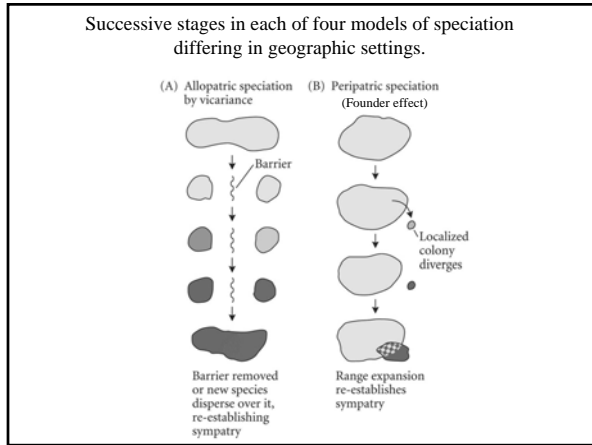 Successive stages in each of four models of speciation
differing in geographic settings.
(A) Allopatric speciation
by vicariance
(B) Peripatric speciation
(Founder effect)
Barrier
Localized
colony
diverges
Barrier removed
or new species
disperse over it,
re-establishing
sympatry
Range expansion
re-establishes
sympatry